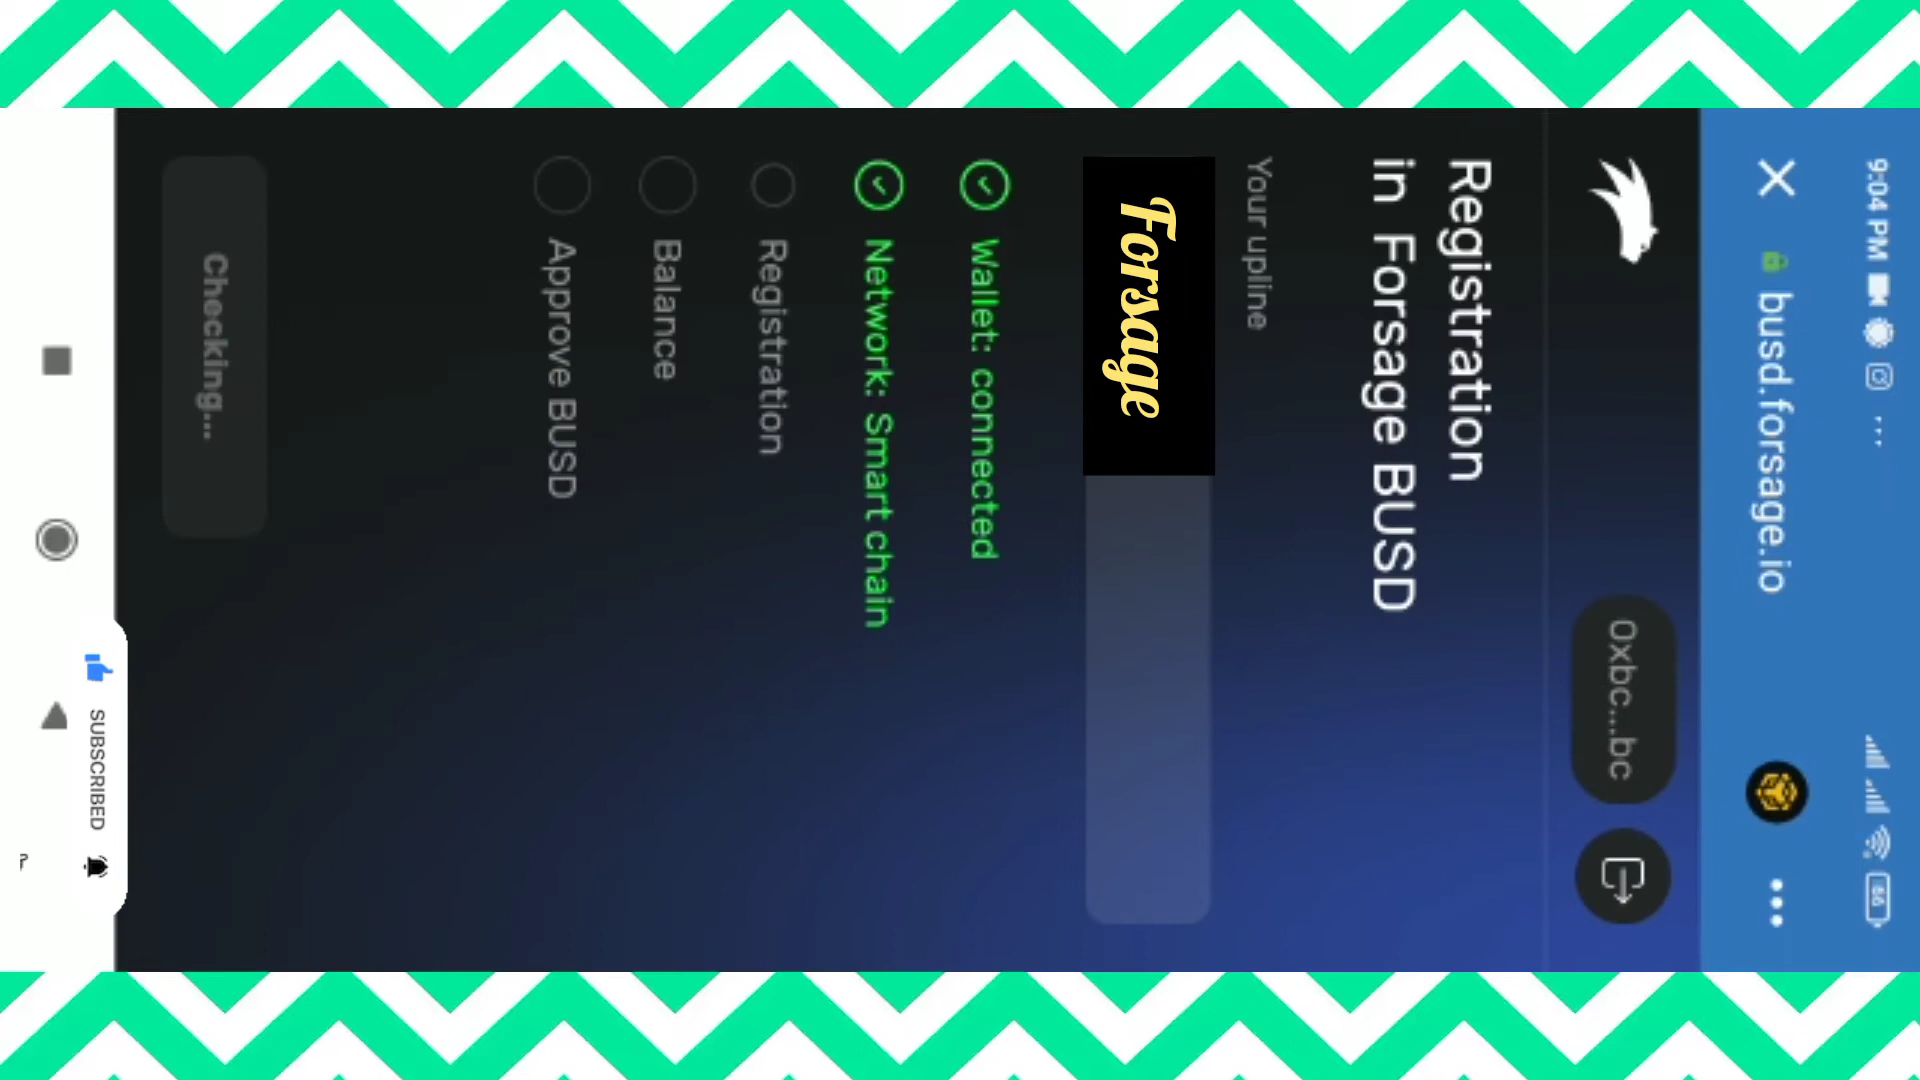 9:04 PM ...
busd.forsage.io
0xbc...bc
Registration
in Forsage BUSD
Your upline
Forsage
Wallet: connected
Network: Smart chain
Registration
Balance
Approve BUSD
Checking...
SUBSCRIBED